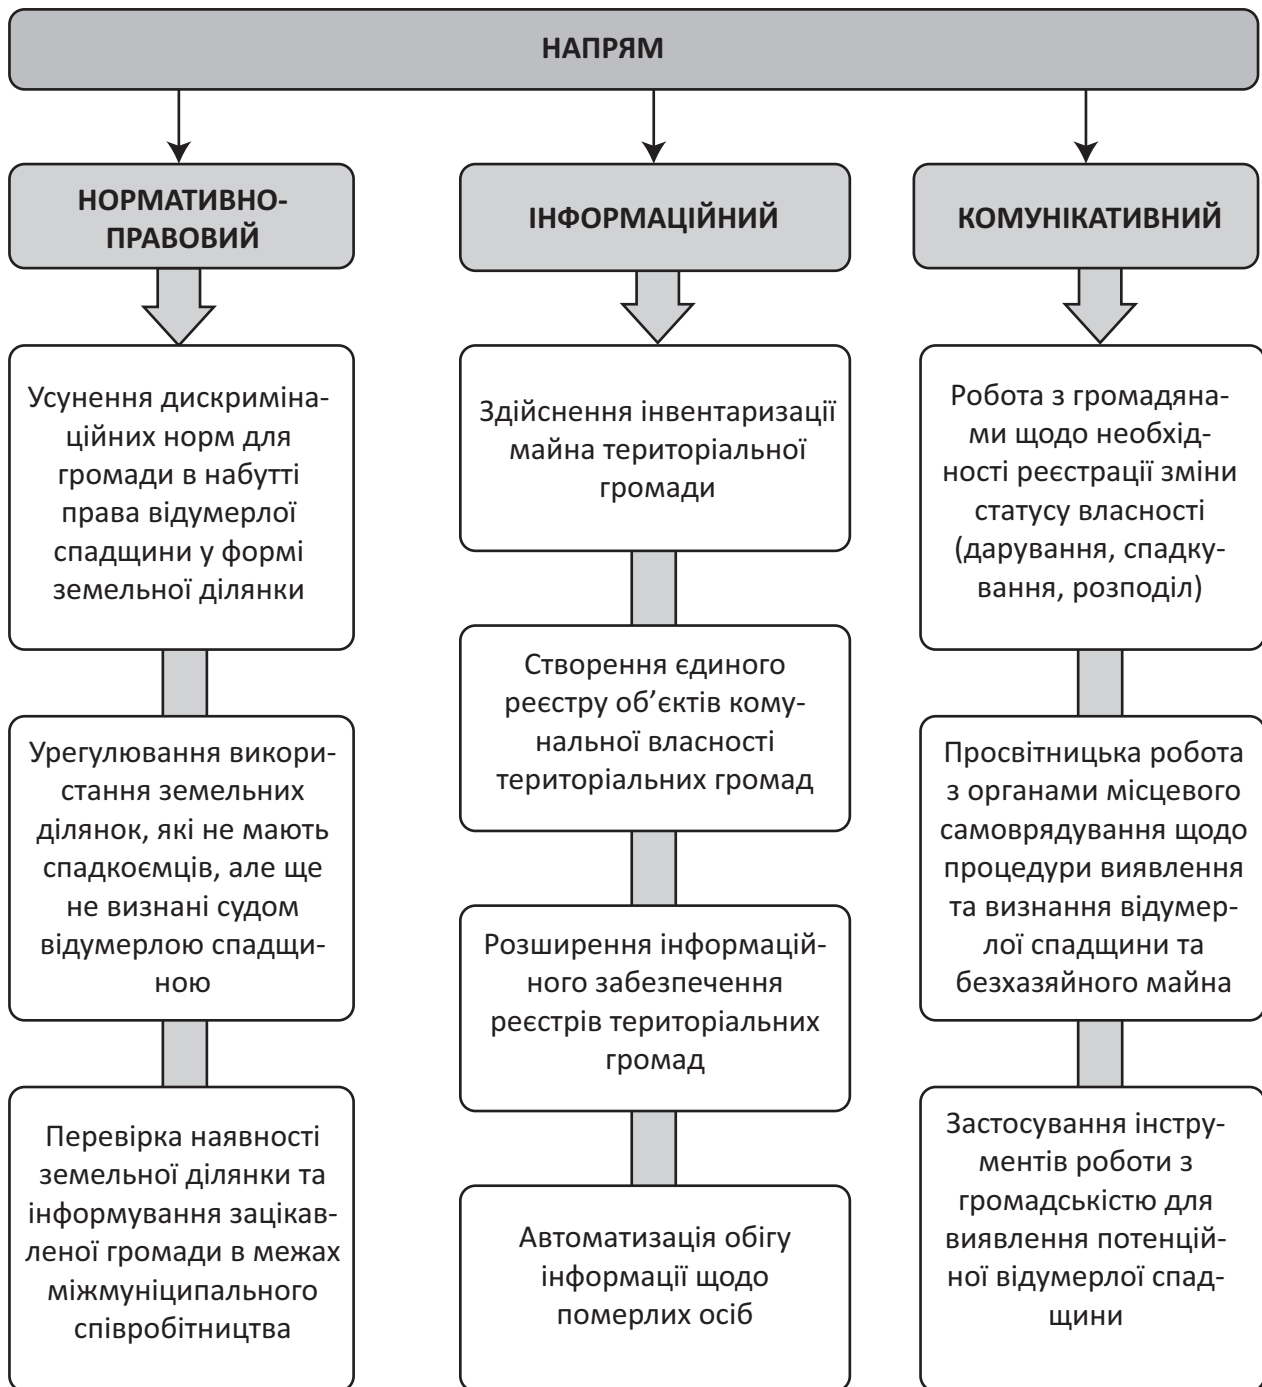 НАПРЯМ
НОРМАТИВНО-
ПРАВОВИЙ
Усунення дискриміна-
ційних норм для
громади в набутті
права відумерлої
спадщини у формі
земельної ділянки
Урегулювання викори-
стання земельних
ділянок, які не мають
спадкоємців, але ще
не визнані судом
відумерлою спадщи-
ною
Перевірка наявності
земельної ділянки та
інформування зацікав-
леної громади в межах
міжмуніципального
співробітництва
ІНФОРМАЦІЙНИЙ
Здійснення інвентаризації
майна територіальної
громади
Створення єдиного
реєстру об’єктів кому-
нальної власності
територіальних громад
Розширення інформацій-
ного забезпечення
реєстрів територіальних
громад
Автоматизація обігу
інформації щодо
померлих осіб
КОМУНІКАТИВНИЙ
Робота з громадяна-
ми щодо необхід-
ності реєстрації зміни
статусу власності
(дарування, спадку-
вання, розподіл)
Просвітницька робота
з органами місцевого
самоврядування щодо
процедури виявлення
та визнання відумер-
лої спадщини та
безхазяйного майна
Застосування інстру-
ментів роботи з
громадськістю для
виявлення потенцій-
ної відумерлої спад-
щини